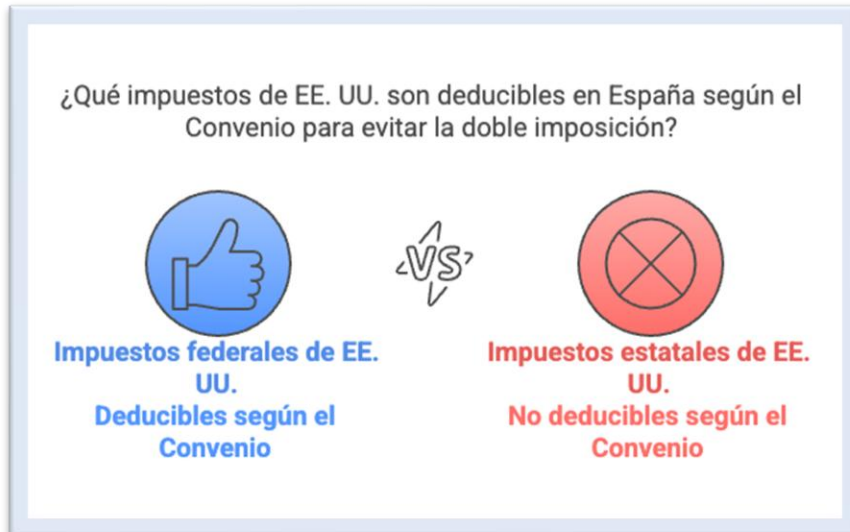 ¿Qué impuestos de EE. UU. son deducibles en España según el
Convenio para evitar la doble imposición?
VS
Impuestos federales de EE.
UU.
Deducibles según el
Convenio
Impuestos estatales de EE.
UU.
No deducibles según el
Convenio